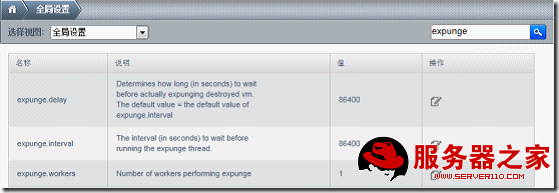 全局设置
选择视图: 全局设置
expunge
名称 说明 值 操作
expunge.delay
Determines how long (in seconds) to wait
before actually expunging destroyed vm.
The default value = the default value of
expunge.interval
86400
expunge.interval
The interval (in seconds) to wait before
running the expunge thread.
86400
expunge.workers
Number of workers performing expunge
1
服务器之家
WWW.SERVER110.COM